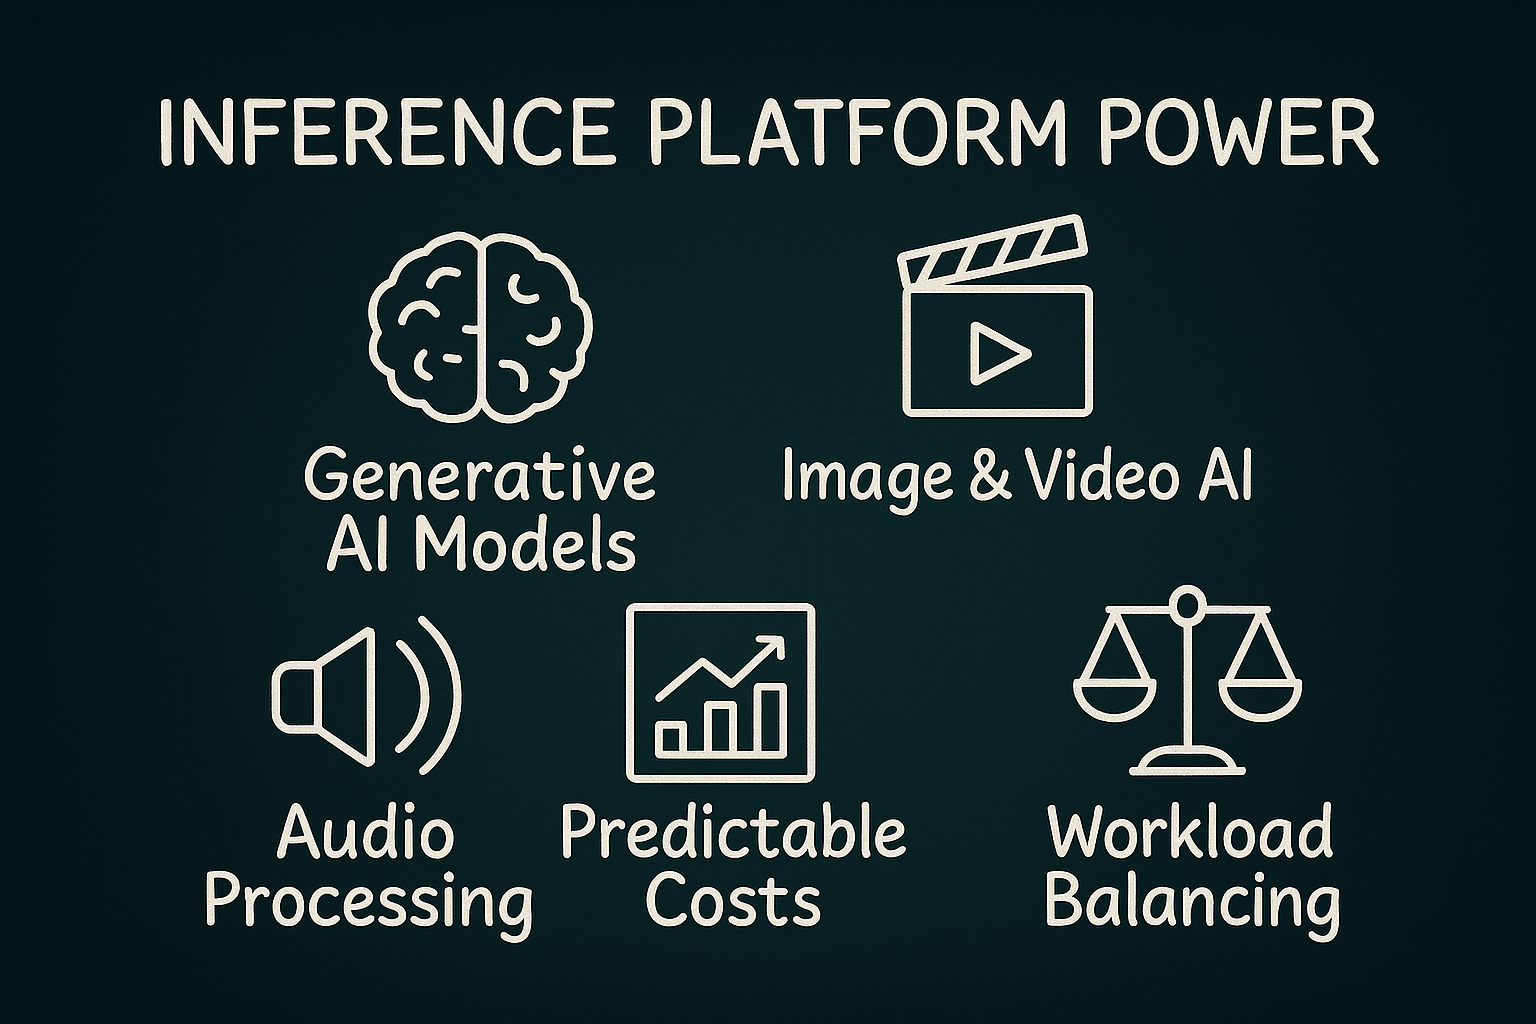 INFERENCE PLATFORM POWER
Generative
AI Models
Image & Video AI
Audio
Processing
Predictable
Costs
Workload
Balancing